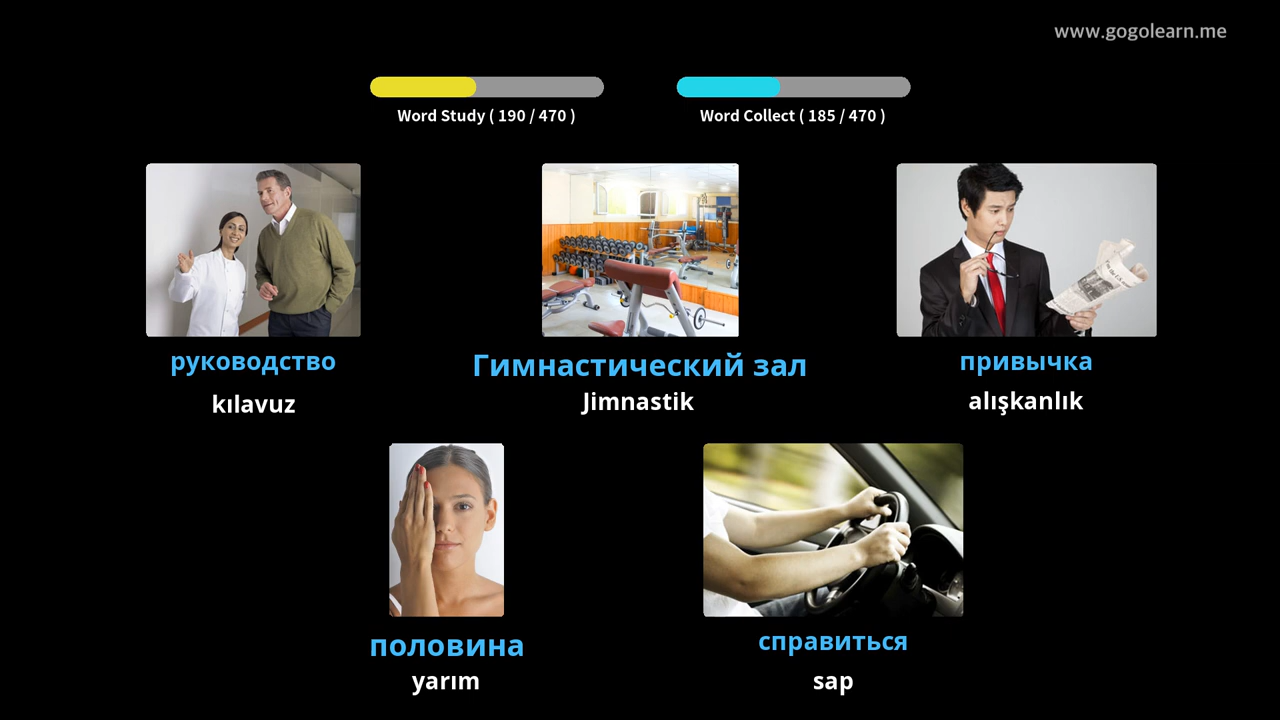 www.gogolearn.me
Word Study ( 190 / 470 )
Word Collect ( 185 / 470 )
руководство
kılavuz
Гимнастический зал
Jimnastik
привычка
alışkanlık
половина
yarım
справиться
sap